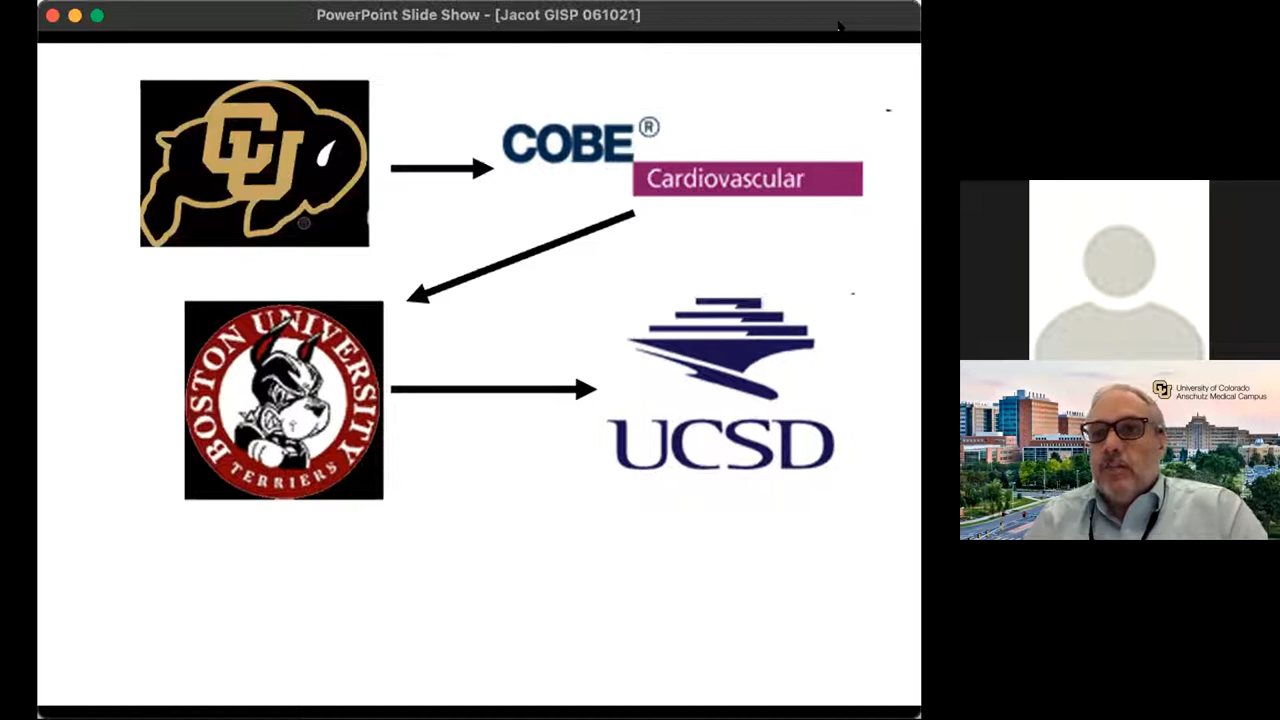 PowerPoint Slide Show - [Jacot GISP 061021]
CU
®
COBE®
Cardiovascular
BOSTON UNIVERSITY
TERRIERS
UCSD
CU
University of Colorado
Anschutz Medical Campus